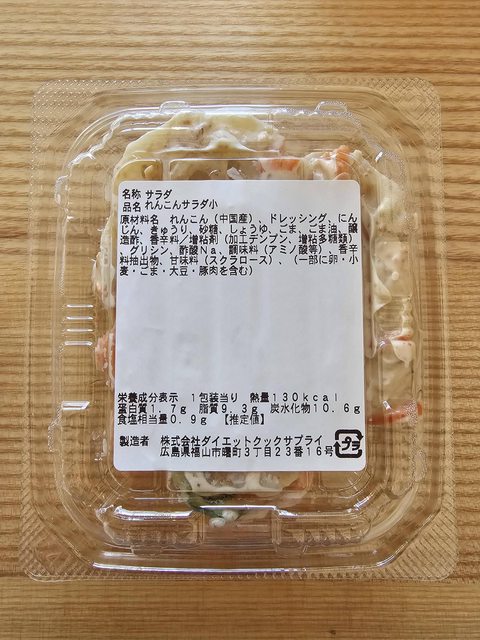 名称 サラダ
品名 れんこんサラダ小
原材料名 れんこん（中国産）、ドレッシング、にん
じん、きゅうり、砂糖、しょうゆ、ごま、ごま油、醸
造酢、香辛料／増粘剤（加工デンプン、増粘多糖類）
、グリシン、酢酸Ｎａ、調味料（アミノ酸等）、香辛
料抽出物、甘味料（スクラロース）、（一部に卵・小
麦・ごま・大豆・豚肉を含む）
栄養成分表示 １包装当り 熱量１３０ｋｃａｌ
蛋白質１．７ｇ 脂質９．３ｇ 炭水化物１０．６ｇ
食塩相当量０．９ｇ 【推定値】
製造者 株式会社ダイエットクックサプライ
広島県福山市曙町３丁目２３番１６号
プラ